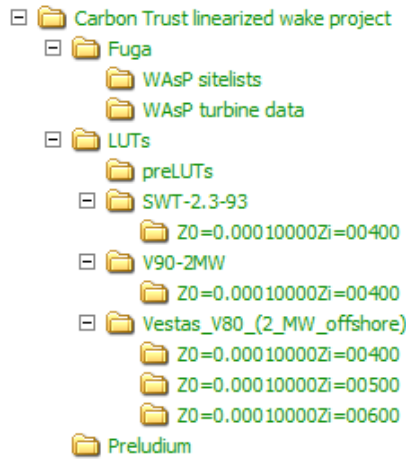 Carbon Trust linearized wake project
Fuga
WAsP sitelists
WAsP turbine data
LUTs
preLUTs
SWT-2.3-93
Z0=0.00010000Zi=00400
V90-2MW
Z0=0.00010000Zi=00400
Vestas_V80_(2_MW_offshore)
Z0=0.00010000Zi=00400
Z0=0.00010000Zi=00500
Z0=0.00010000Zi=00600
Preludium